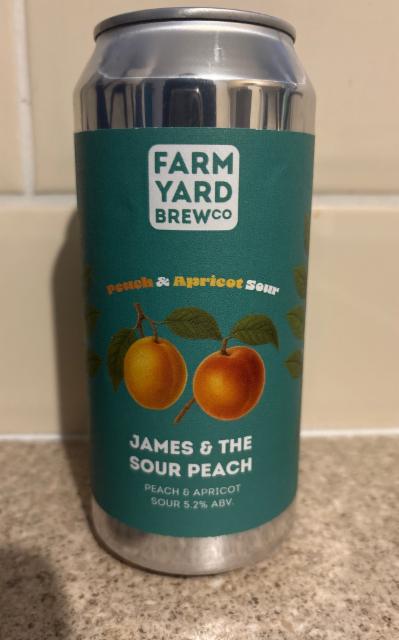 FARM
YARD
BREWCO
Peach & Apricot Sour
JAMES & THE
SOUR PEACH
PEACH & APRICOT
SOUR 5.2% ABV.